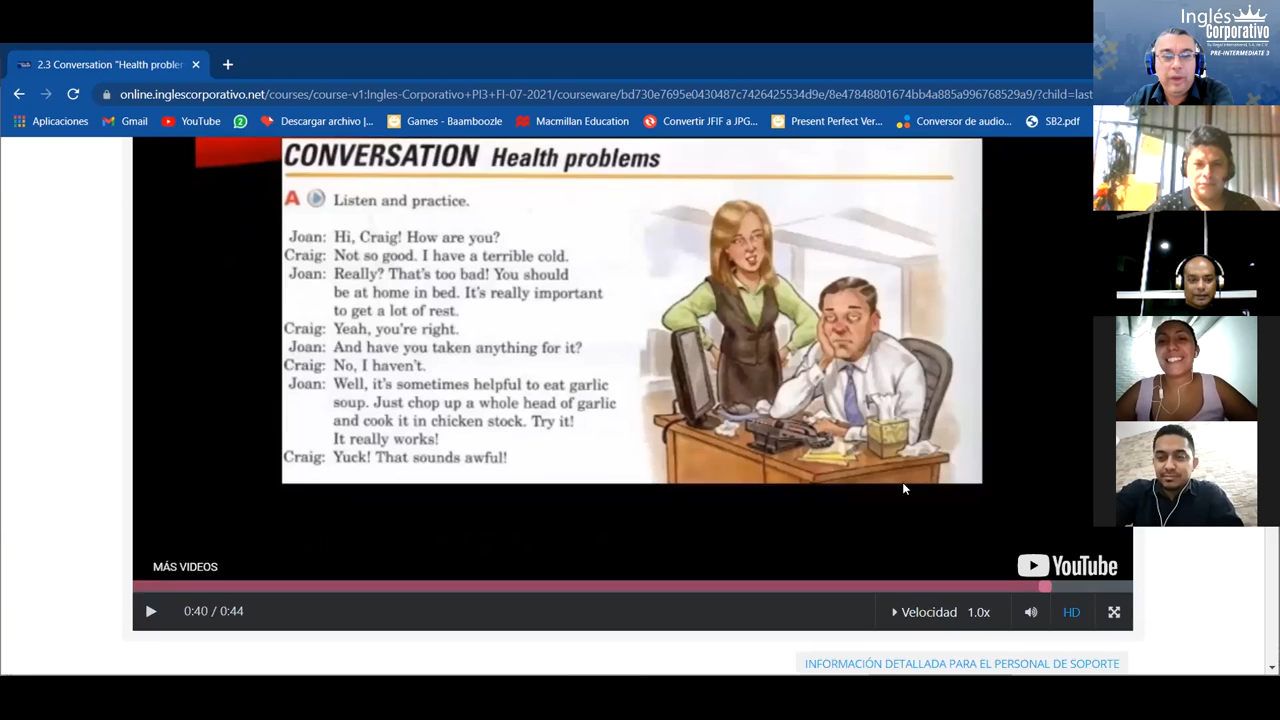 Inglés
Corporativo
PRE-INTERMEDIATE 3
2.3 Conversation "Health probler
online.inglescorporativo.net/courses/course-v1:Ingles-Corporativo+PI3+FI-07-2021/courseware/bd730e7695e0430487c7426425534d9e/8e47848801674bb4a885a996768529a9/?child=last
Aplicaciones
Gmail
YouTube
Descargar archivo |...
Games - Baamboozle
Macmillan Education
Convertir JFIF a JPG...
Present Perfect Ver...
Conversor de audio...
SB2.pdf
CONVERSATION Health problems
A Listen and practice.
Joan: Hi, Craig! How are you?
Craig: Not so good. I have a terrible cold.
Joan: Really? That's too bad! You should
be at home in bed. It's really important
to get a lot of rest.
Craig: Yeah, you're right.
Joan: And have you taken anything for it?
Craig: No, I haven't.
Joan: Well, it's sometimes helpful to eat garlic
soup. Just chop up a whole head of garlic
and cook it in chicken stock. Try it!
It really works!
Craig: Yuck! That sounds awful!
MÁS VIDEOS
YouTube
0:40 / 0:44
Velocidad 1.0x
HD
INFORMACIÓN DETALLADA PARA EL PERSONAL DE SOPORTE